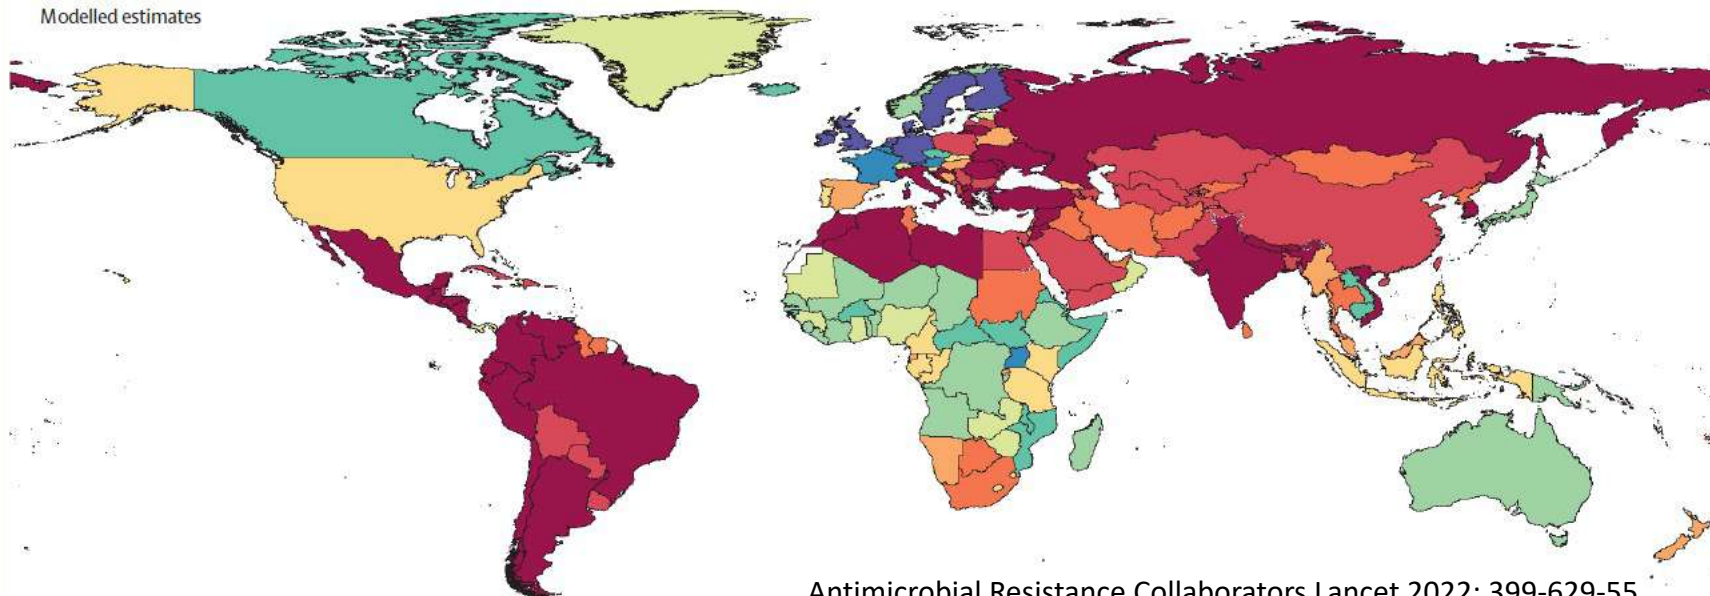 Modelled estimates
Antimicrobial Resistance Collaborators Lancet 2022; 399-629-55